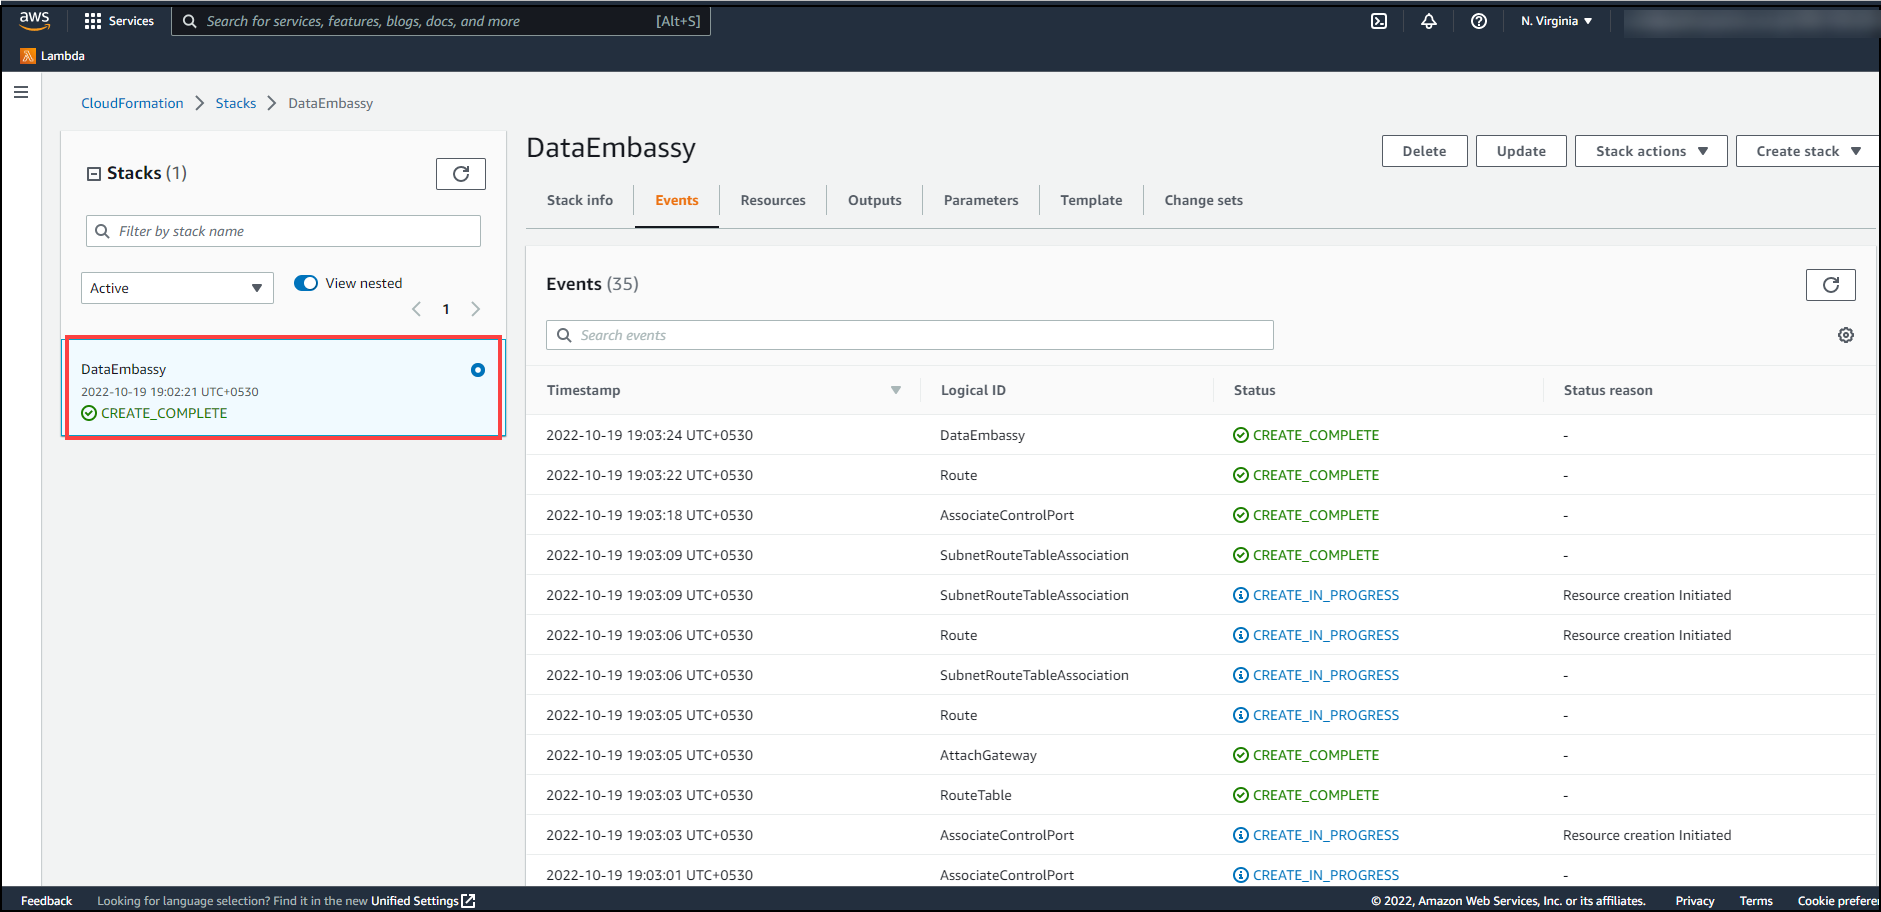 aws Services Search for services, features, blogs, docs, and more [Alt+S] N. Virginia
Lambda
CloudFormation Stacks DataEmbassy
Stacks (1)
Filter by stack name
Active View nested
1
DataEmbassy
2022-10-19 19:02:21 UTC+0530
CREATE_COMPLETE
DataEmbassy Delete Update Stack actions Create stack
Stack info Events Resources Outputs Parameters Template Change sets
Events (35)
Search events
Timestamp Logical ID Status Status reason
2022-10-19 19:03:24 UTC+0530 DataEmbassy CREATE_COMPLETE -
2022-10-19 19:03:22 UTC+0530 Route CREATE_COMPLETE -
2022-10-19 19:03:18 UTC+0530 AssociateControlPort CREATE_COMPLETE -
2022-10-19 19:03:09 UTC+0530 SubnetRouteTableAssociation CREATE_COMPLETE -
2022-10-19 19:03:09 UTC+0530 SubnetRouteTableAssociation CREATE_IN_PROGRESS Resource creation Initiated
2022-10-19 19:03:06 UTC+0530 Route CREATE_IN_PROGRESS Resource creation Initiated
2022-10-19 19:03:06 UTC+0530 SubnetRouteTableAssociation CREATE_IN_PROGRESS -
2022-10-19 19:03:05 UTC+0530 Route CREATE_IN_PROGRESS -
2022-10-19 19:03:05 UTC+0530 AttachGateway CREATE_COMPLETE -
2022-10-19 19:03:03 UTC+0530 RouteTable CREATE_COMPLETE -
2022-10-19 19:03:03 UTC+0530 AssociateControlPort CREATE_IN_PROGRESS Resource creation Initiated
2022-10-19 19:03:01 UTC+0530 AssociateControlPort CREATE_IN_PROGRESS -
Feedback Looking for language selection? Find it in the new Unified Settings © 2022, Amazon Web Services, Inc. or its affiliates. Privacy Terms Cookie prefere